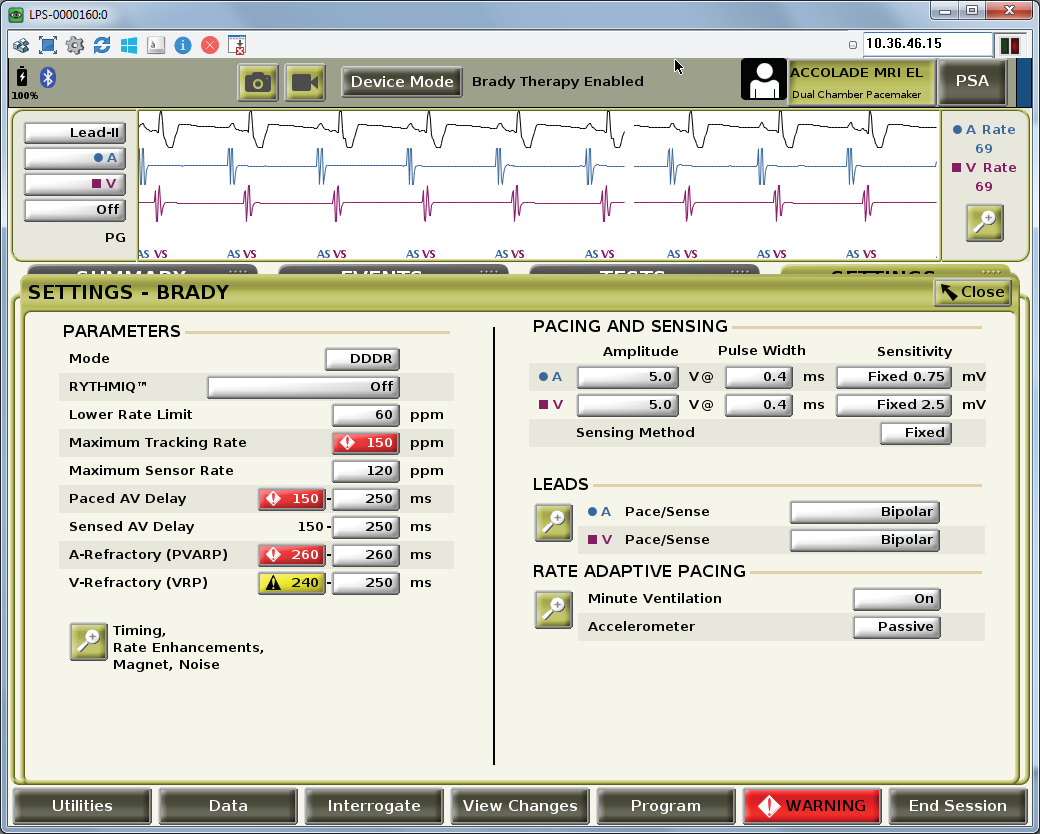 LPS-0000160:0
10.36.46.15
100%
Device Mode
Brady Therapy Enabled
ACCOLADE MRI EL
Dual Chamber Pacemaker
PSA
Lead-II
A
V
Off
PG
AS VS AS VS AS VS AS VS AS VS AS VS AS VS AS VS AS VS
A Rate
69
V Rate
69
SUMMARY EVENTS TESTS SETTINGS
SETTINGS - BRADY
Close
PARAMETERS
Mode DDDR
RYTHMIQ™ Off
Lower Rate Limit 60 ppm
Maximum Tracking Rate 150 ppm
Maximum Sensor Rate 120 ppm
Paced AV Delay 150 - 250 ms
Sensed AV Delay 150 - 250 ms
A-Refractory (PVARP) 260 - 260 ms
V-Refractory (VRP) 240 - 250 ms
Timing,
Rate Enhancements,
Magnet, Noise
PACING AND SENSING
Amplitude Pulse Width Sensitivity
A 5.0 V@ 0.4 ms Fixed 0.75 mV
V 5.0 V@ 0.4 ms Fixed 2.5 mV
Sensing Method Fixed
LEADS
A Pace/Sense Bipolar
V Pace/Sense Bipolar
RATE ADAPTIVE PACING
Minute Ventilation On
Accelerometer Passive
Utilities Data Interrogate View Changes Program WARNING End Session